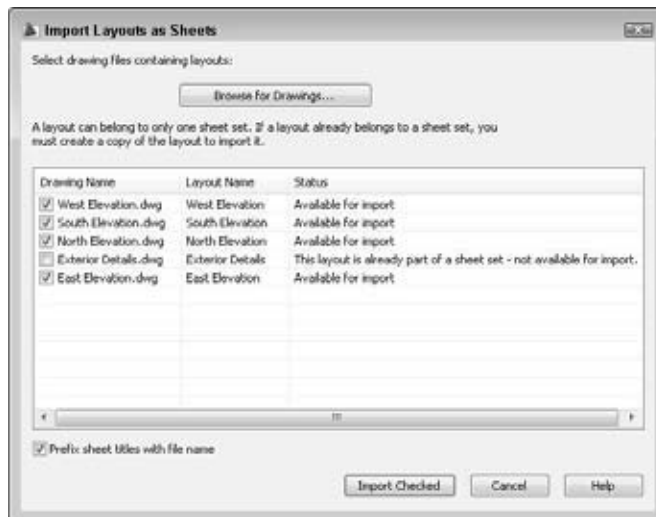 Import Layouts as Sheets
Select drawing files containing layouts:
Browse for Drawings...
A layout can belong to only one sheet set. If a layout already belongs to a sheet set, you
must create a copy of the layout to import it.
Drawing Name Layout Name Status
West Elevation.dwg West Elevation Available for import
South Elevation.dwg South Elevation Available for import
North Elevation.dwg North Elevation Available for import
Exterior Details.dwg Exterior Details This layout is already part of a sheet set - not available for import.
East Elevation.dwg East Elevation Available for import
Prefix sheet titles with file name
Import Checked Cancel Help